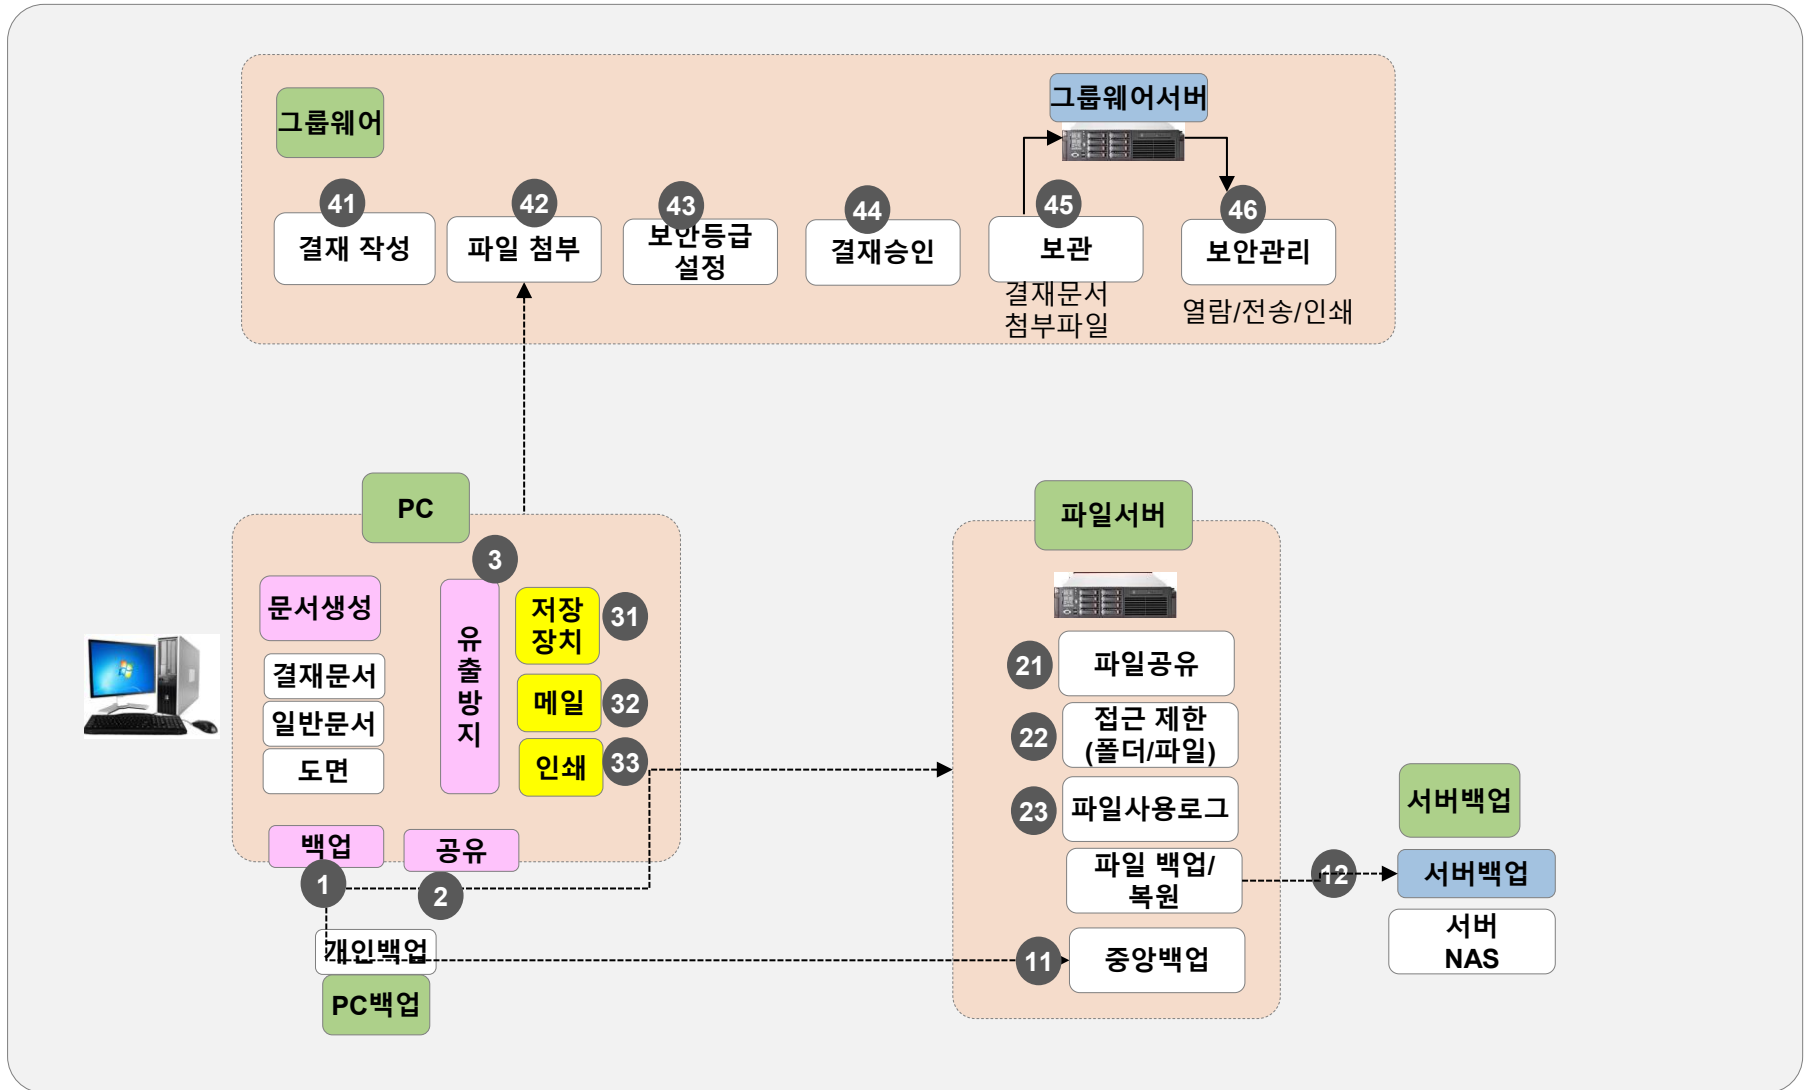 그룹웨어
그룹웨어서버
41
결재 작성
42
파일 첨부
43
보안등급
설정
44
결재승인
45
보관
결재문서
첨부파일
46
보안관리
열람/전송/인쇄
PC
3
문서생성
결재문서
일반문서
도면
유
출
방
지
저장
장치
31
메일
32
인쇄
33
백업
공유
1
2
개인백업
PC백업
파일서버
21
파일공유
22
접근 제한
(폴더/파일)
23
파일사용로그
파일 백업/
복원
11
중앙백업
12
서버백업
서버백업
서버
NAS